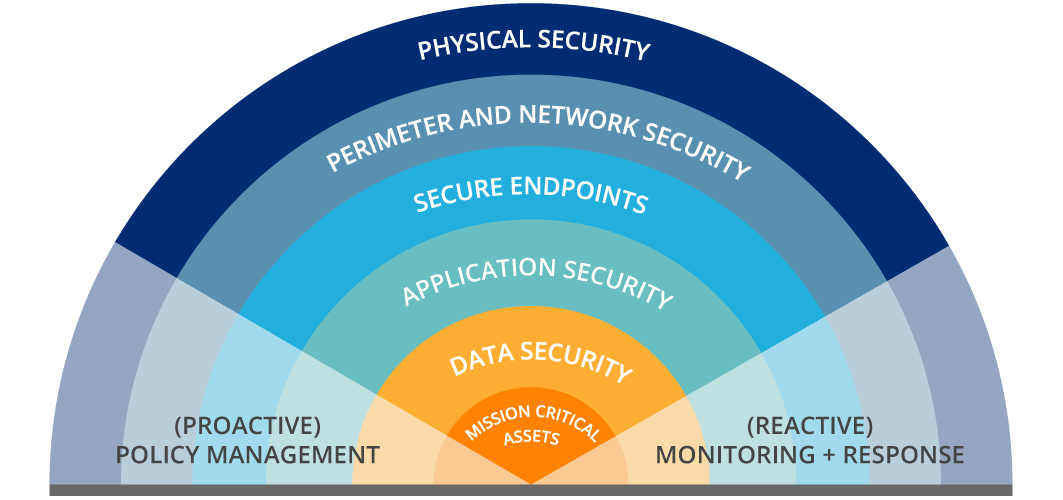 PHYSICAL SECURITY
PERIMETER AND NETWORK SECURITY
SECURE ENDPOINTS
APPLICATION SECURITY
DATA SECURITY
MISSION CRITICAL
ASSETS
(PROACTIVE)
POLICY MANAGEMENT
(REACTIVE)
MONITORING + RESPONSE